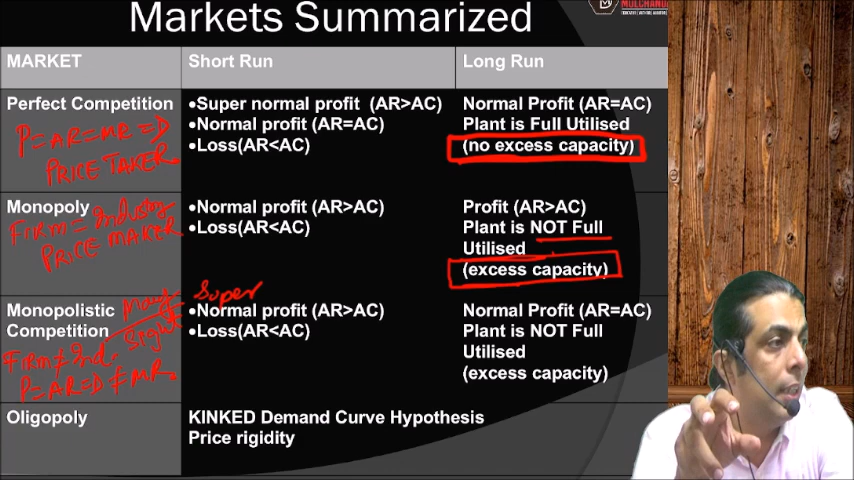 Markets Summarized
MULCHANDANI
MARKET
Short Run
Long Run
Perfect Competition
P=AR=MR=D
PRICE TAKER
•Super normal profit (AR>AC)
•Normal profit (AR=AC)
•Loss(AR<AC)
Normal Profit (AR=AC)
Plant is Full Utilised
(no excess capacity)
Monopoly
FIRM = Industry
PRICE MAKER
•Normal profit (AR>AC)
•Loss(AR<AC)
Profit (AR>AC)
Plant is NOT Full
Utilised
(excess capacity)
Monopolistic
Competition
Firm ≠ Ind.
P=AR=D≠MR
Super
•Normal profit (AR>AC)
•Loss(AR<AC)
Normal Profit (AR=AC)
Plant is NOT Full
Utilised
(excess capacity)
Oligopoly
KINKED Demand Curve Hypothesis
Price rigidity